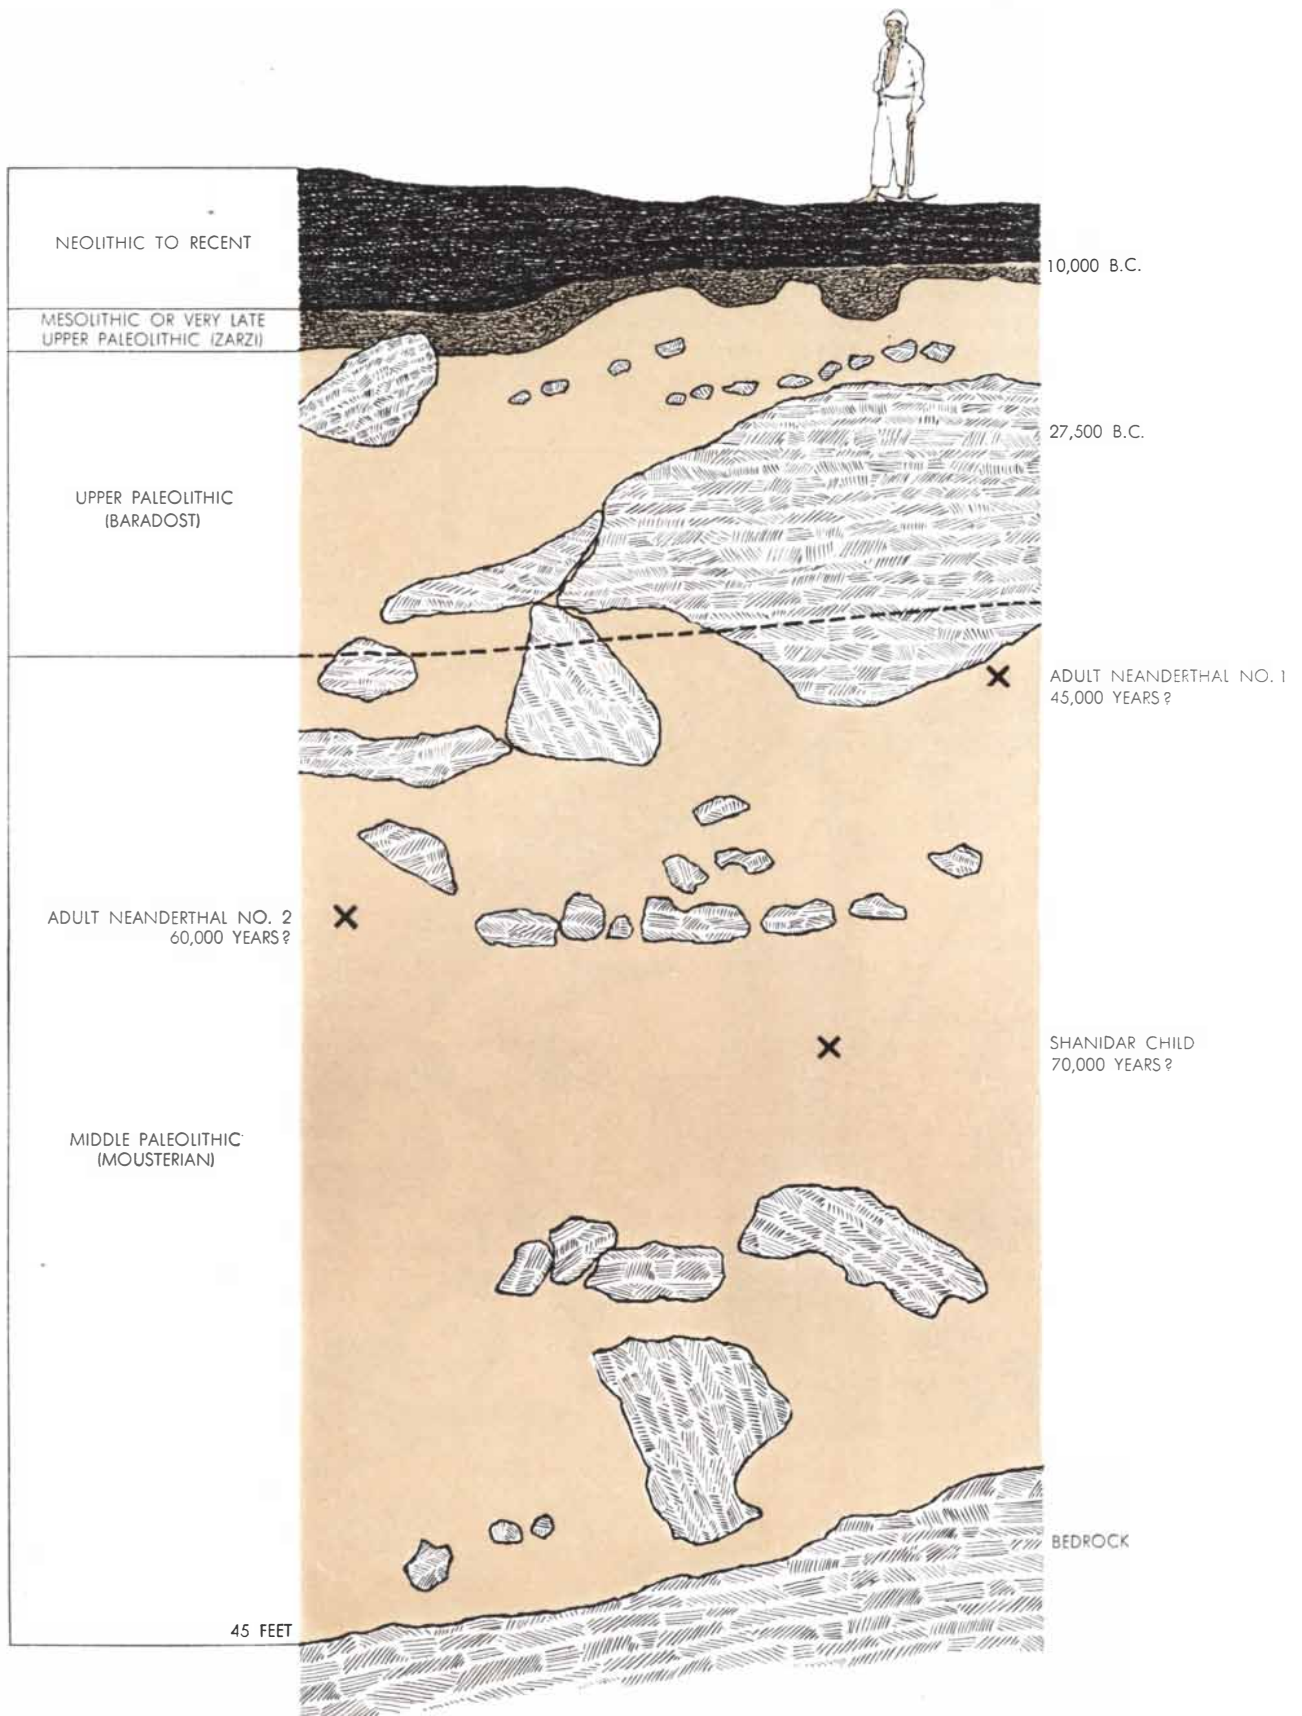 NEOLITHIC TO RECENT
10,000 B.C.
MESOLITHIC OR VERY LATE
UPPER PALEOLITHIC (ZARZI)
27,500 B.C.
UPPER PALEOLITHIC
(BARADOST)
ADULT NEANDERTHAL NO. 1
45,000 YEARS?
ADULT NEANDERTHAL NO. 2
60,000 YEARS?
SHANIDAR CHILD
70,000 YEARS?
MIDDLE PALEOLITHIC
(MOUSTERIAN)
BEDROCK
45 FEET